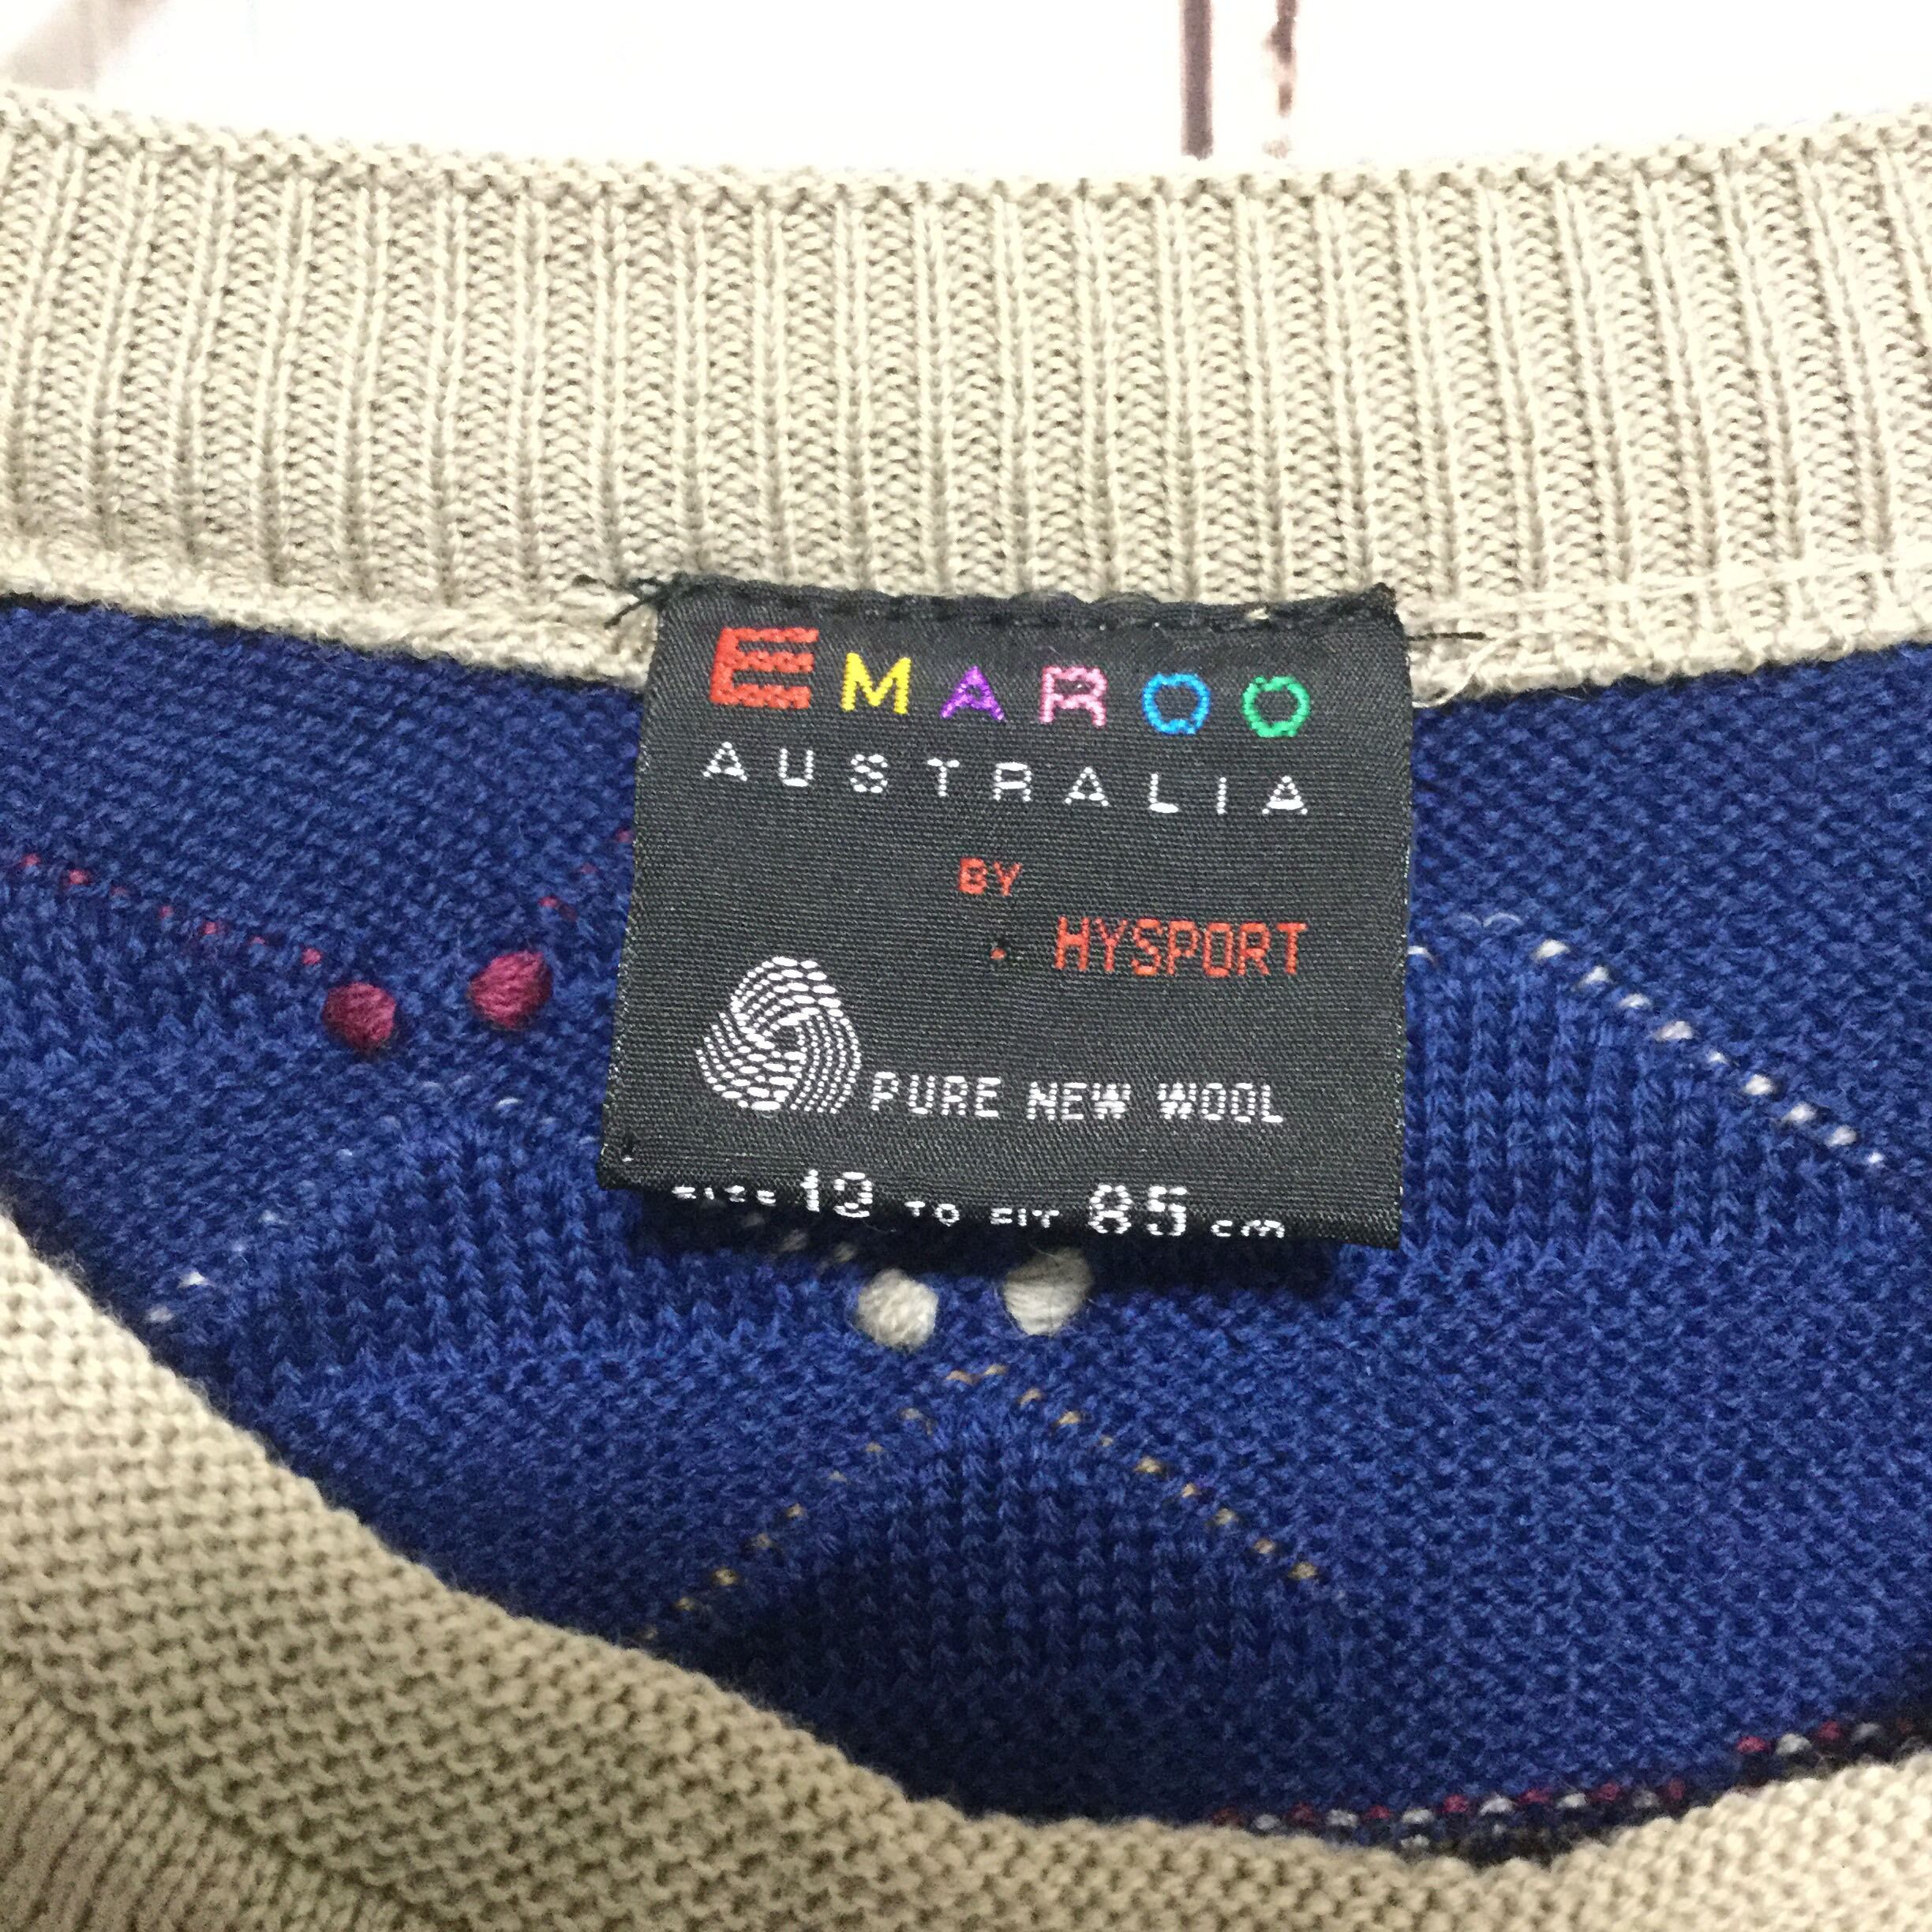 EMAROO
AUSTRALIA
BY
HYSPORT
PURE NEW WOOL
SIZE 12 TO FIT 85 cm